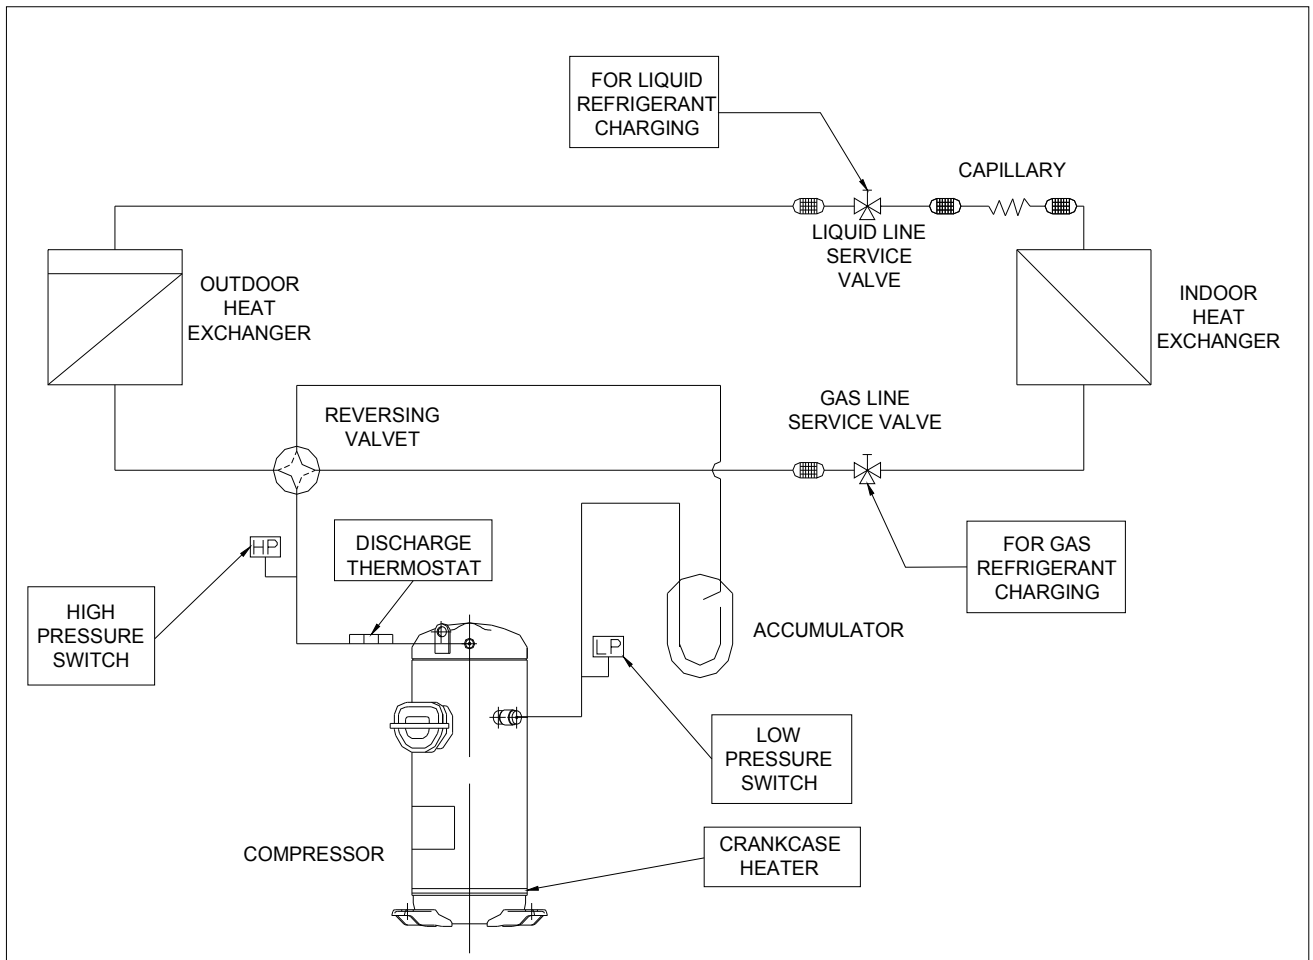 FOR LIQUID
REFRIGERANT
CHARGING
CAPILLARY
LIQUID LINE
SERVICE
VALVE
OUTDOOR
HEAT
EXCHANGER
INDOOR
HEAT
EXCHANGER
REVERSING
VALVET
GAS LINE
SERVICE VALVE
HP
DISCHARGE
THERMOSTAT
FOR GAS
REFRIGERANT
CHARGING
HIGH
PRESSURE
SWITCH
LP
ACCUMULATOR
LOW
PRESSURE
SWITCH
COMPRESSOR
CRANKCASE
HEATER